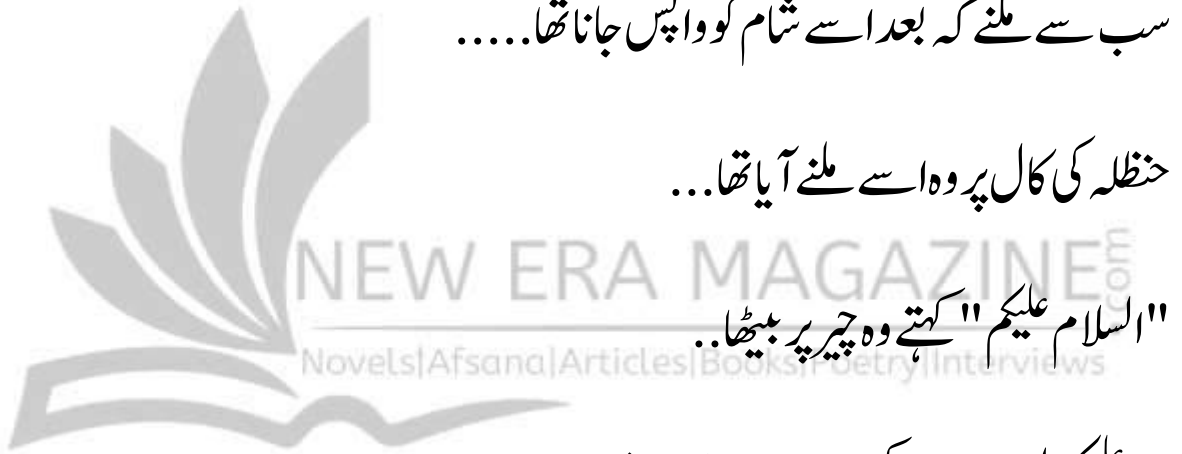 سب سے ملنے کہ بعد اسے شام کو واپس جانا تھا.....
حنظلہ کی کال پر وہ اسے ملنے آیا تھا...
NEW ERA MAGAZINE.com
"السلام علیکم" کہتے وہ چیر پر بیٹھا..
Novels|Afsana|Articles|Books|Poetry|Interviews